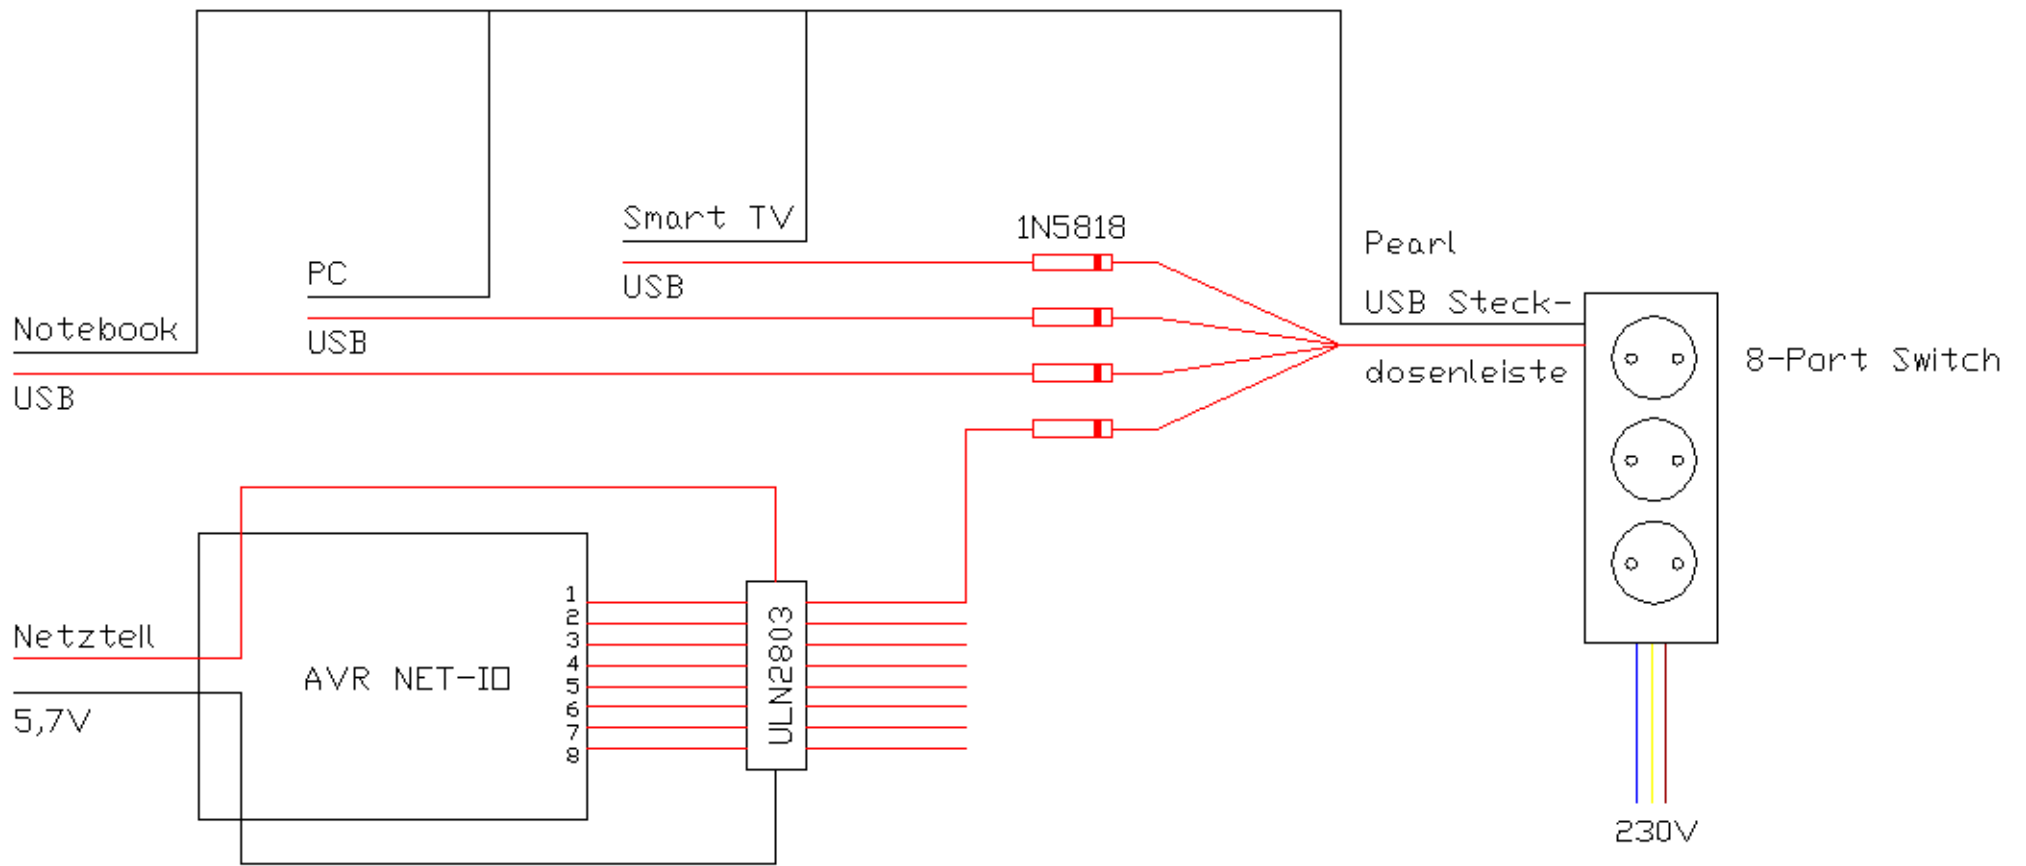 Smart TV
1N5818
Pearl
PC
USB
USB Steck-
Notebook
USB
8-Port Switch
USB
dosenleiste
1
2
3
4
5
6
7
8
Netzteil
AVR NET-IO
ULN2803
5,7V
230V